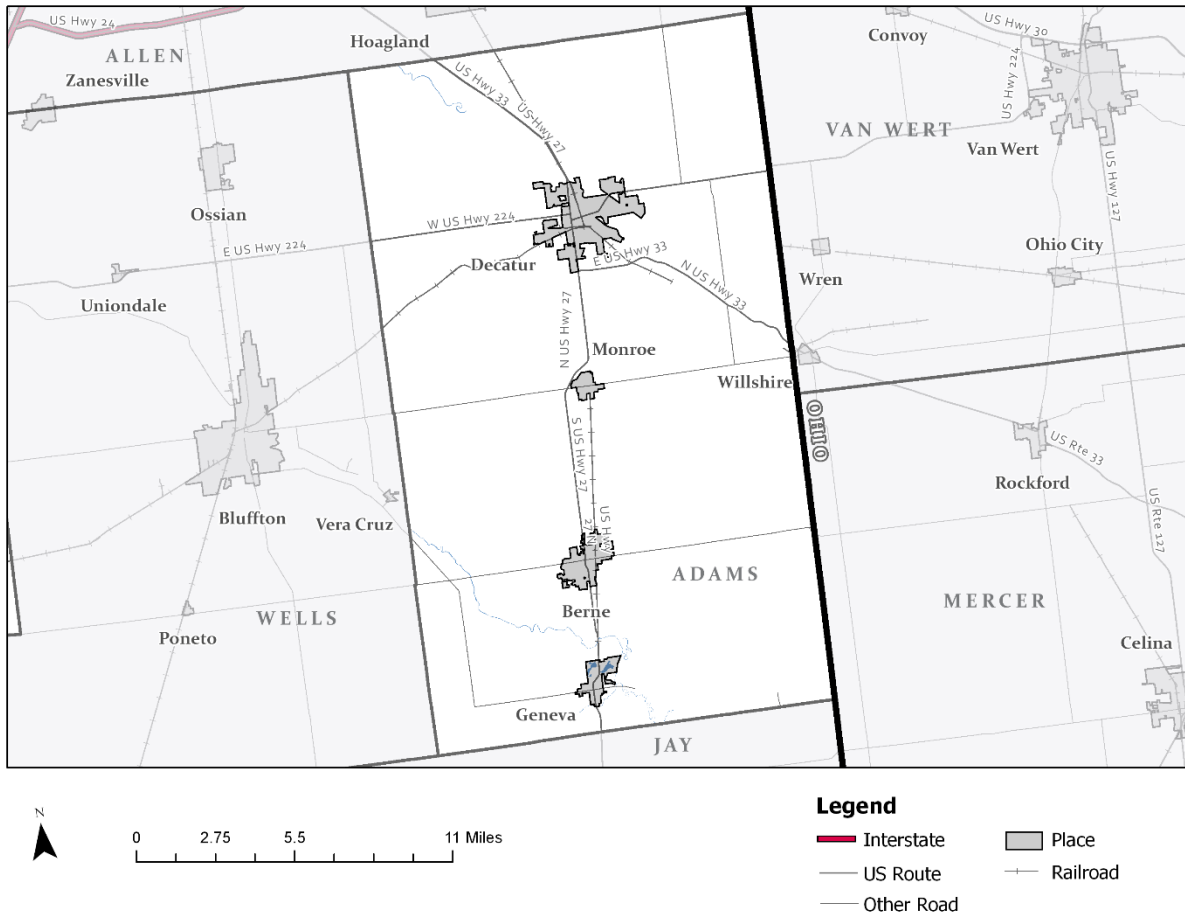 US Hwy 24
ALLEN
Zanesville
Hoagland
US Hwy 33
US Hwy 27
Convoy
US Hwy 30
US Hwy 224
VAN WERT
Van Wert
US Hwy 127
Ossian
W US Hwy 224
E US Hwy 224
Decatur
E US Hwy 33
N US Hwy 33
Ohio City
Wren
Uniondale
N US Hwy 27
Monroe
Willshire
OHIO
S US Hwy 27
US Rte 33
Rockford
Bluffton
Vera Cruz
US Hwy
27 N
US Rte 127
ADAMS
MERCER
WELLS
Berne
Poneto
Celina
Geneva
JAY
N
0 2.75 5.5 11 Miles
Legend
Interstate
Place
US Route
Railroad
Other Road